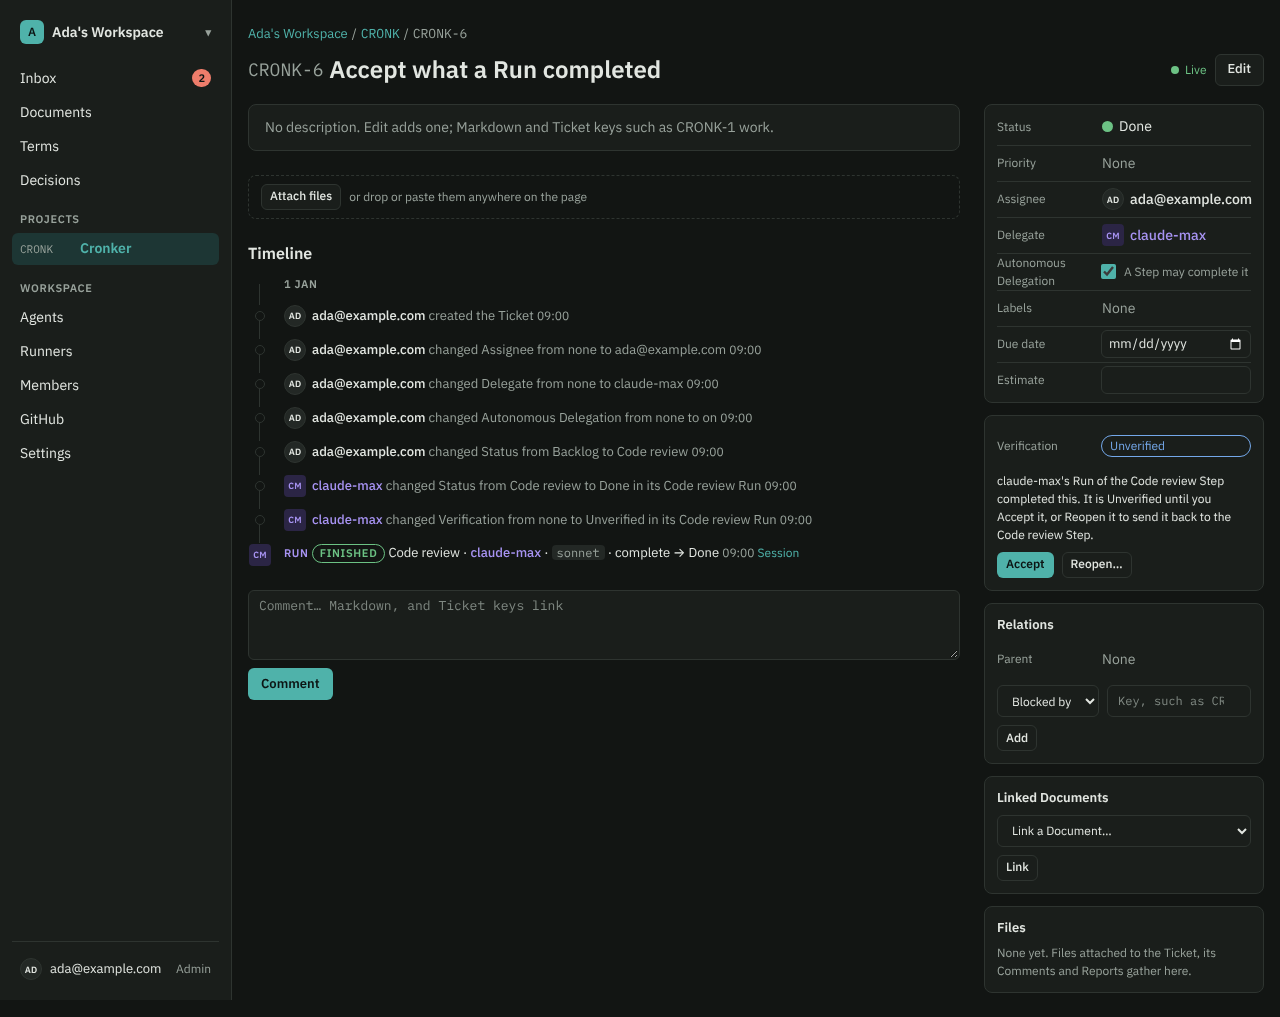 A Ada's Workspace ▾
Inbox 2
Documents
Terms
Decisions
PROJECTS
CRONK Cronker
WORKSPACE
Agents
Runners
Members
GitHub
Settings
AD ada@example.com Admin
Ada's Workspace / CRONK / CRONK-6
CRONK-6 Accept what a Run completed
Live Edit
No description. Edit adds one; Markdown and Ticket keys such as CRONK-1 work.
Attach files or drop or paste them anywhere on the page
Timeline
1 JAN
AD ada@example.com created the Ticket 09:00
AD ada@example.com changed Assignee from none to ada@example.com 09:00
AD ada@example.com changed Delegate from none to claude-max 09:00
AD ada@example.com changed Autonomous Delegation from none to on 09:00
AD ada@example.com changed Status from Backlog to Code review 09:00
CM claude-max changed Status from Code review to Done in its Code review Run 09:00
CM claude-max changed Verification from none to Unverified in its Code review Run 09:00
CM RUN FINISHED Code review · claude-max · sonnet · complete → Done 09:00 Session
Comment… Markdown, and Ticket keys link
Comment
Status Done
Priority None
Assignee AD ada@example.com
Delegate CM claude-max
Autonomous
Delegation
A Step may complete it
Labels None
Due date mm/dd/yyyy
Estimate
Verification Unverified
claude-max's Run of the Code review Step
completed this. It is Unverified until you
Accept it, or Reopen it to send it back to the
Code review Step.
Accept Reopen…
Relations
Parent None
Blocked by Key, such as CR
Add
Linked Documents
Link a Document…
Link
Files
None yet. Files attached to the Ticket, its
Comments and Reports gather here.